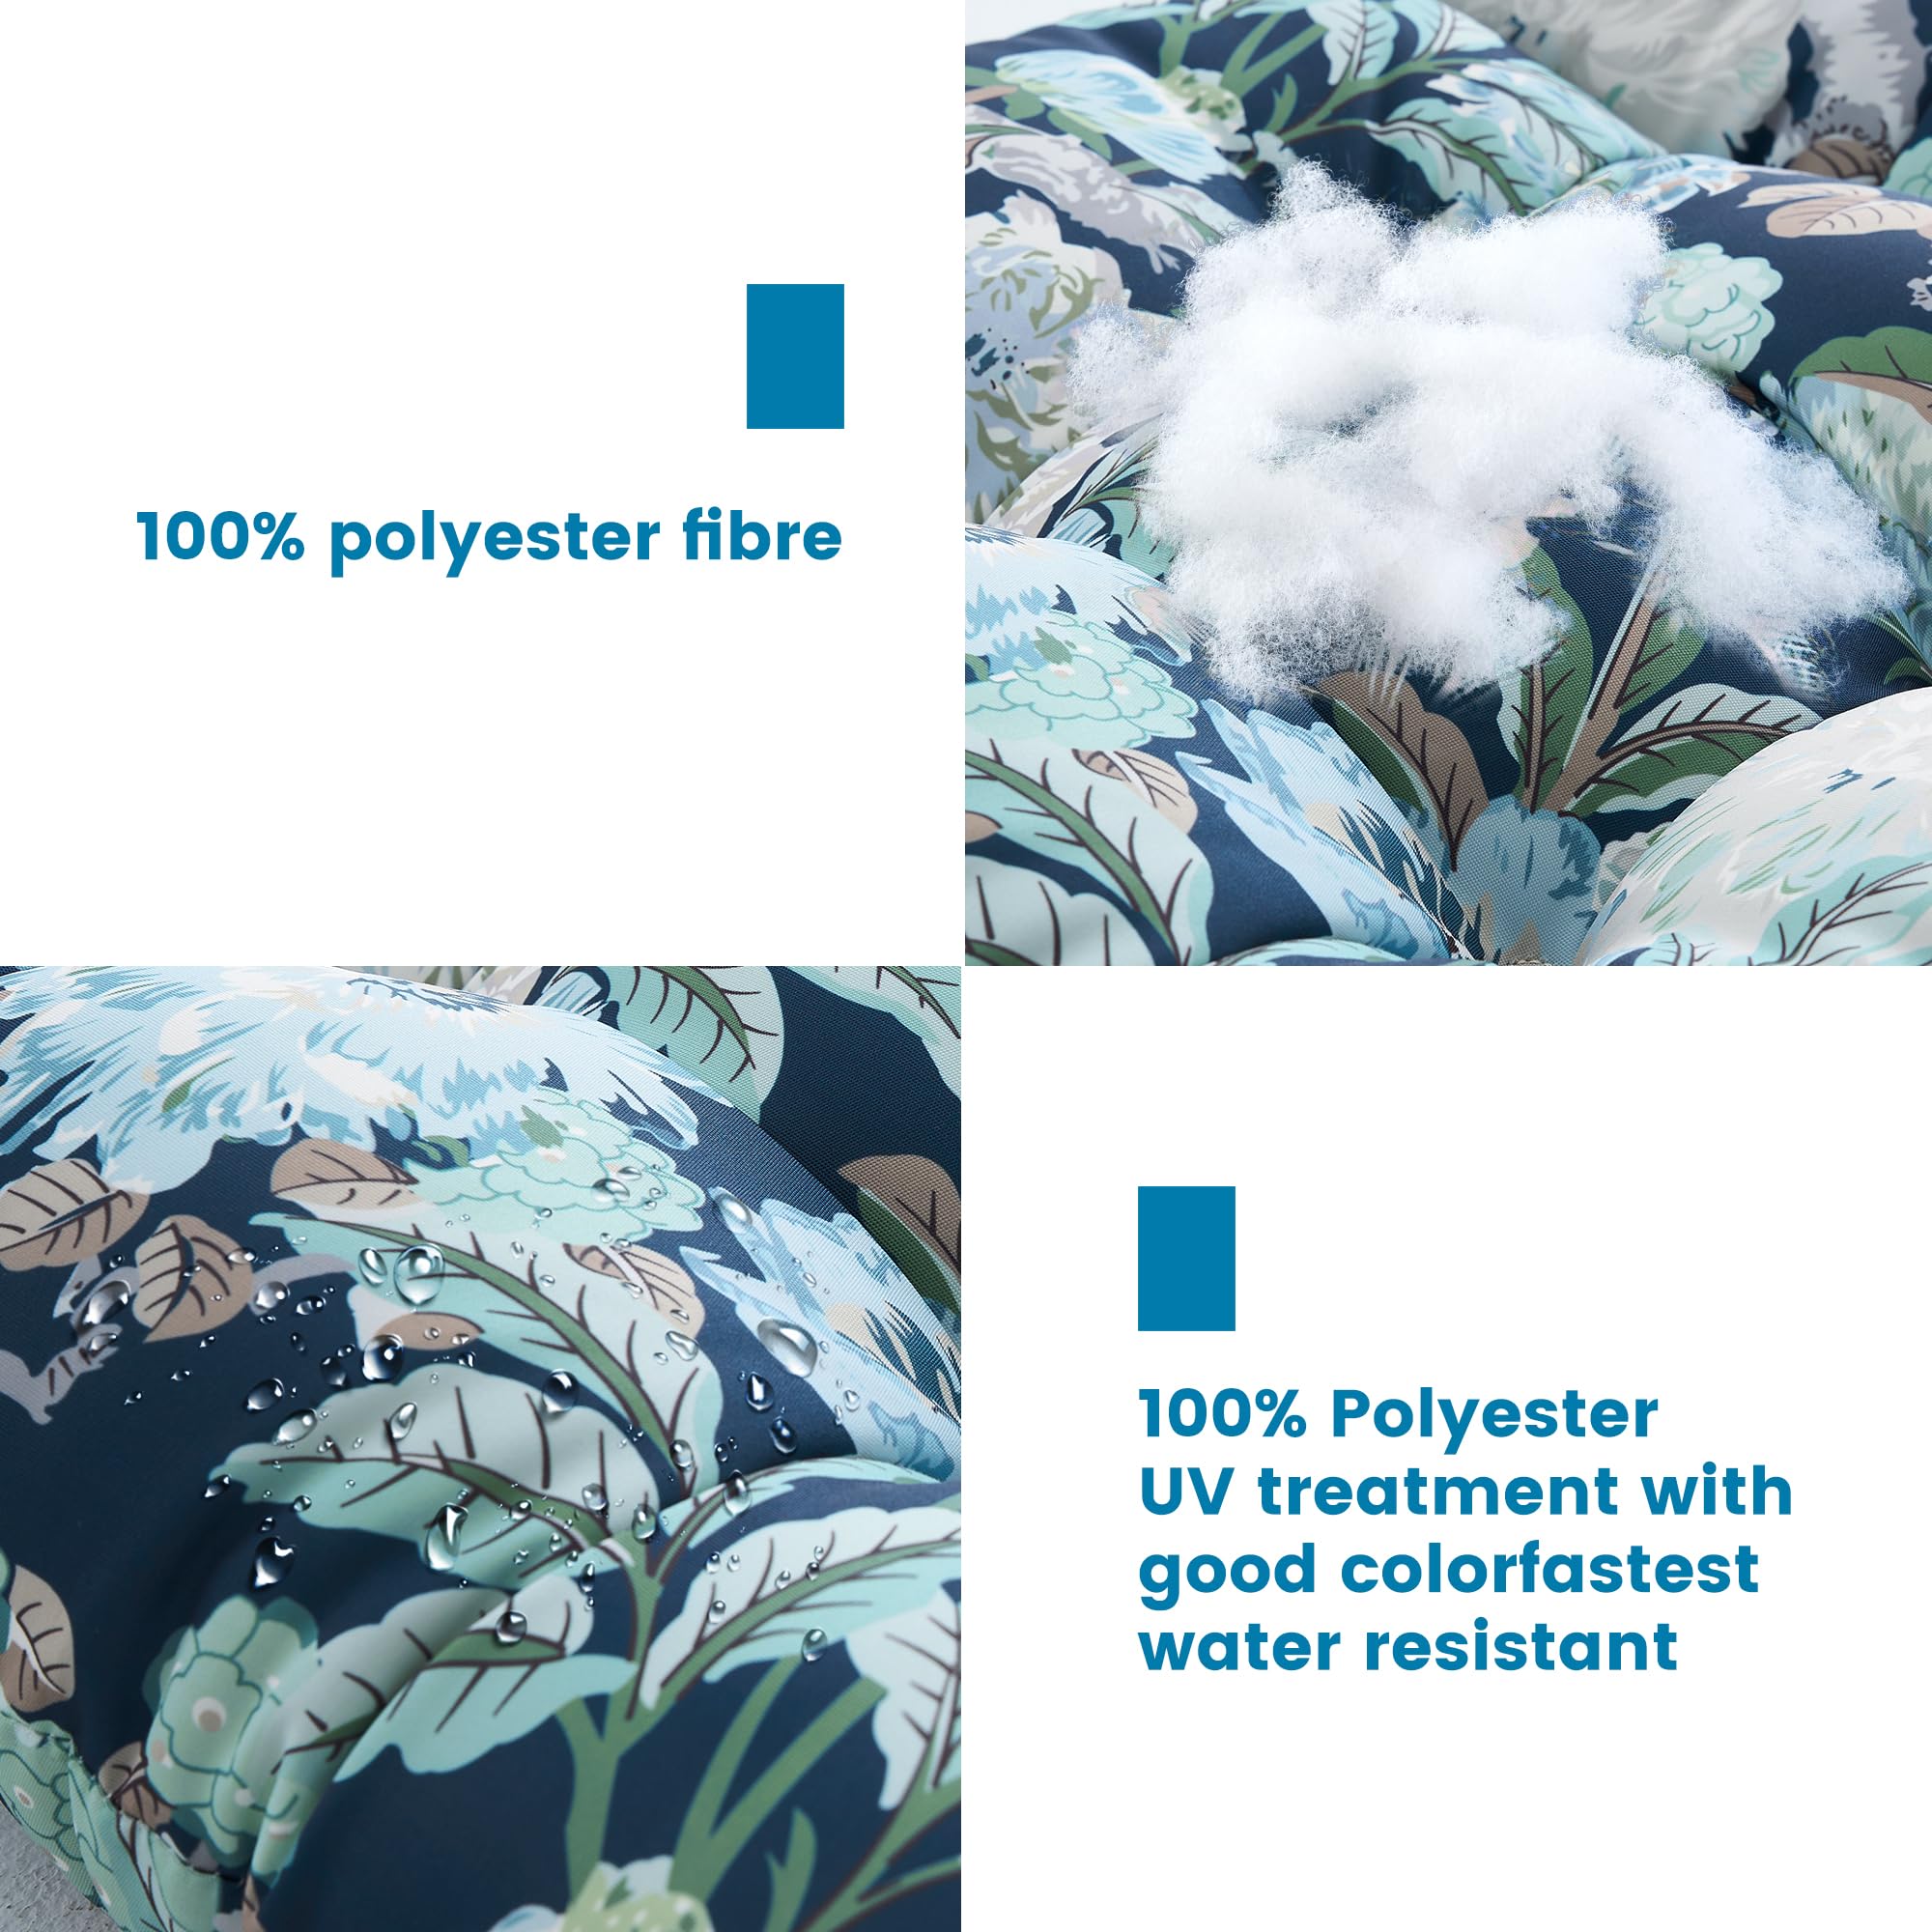 100% polyester fibre
100% Polyester
UV treatment with
good colorfastest
water resistant